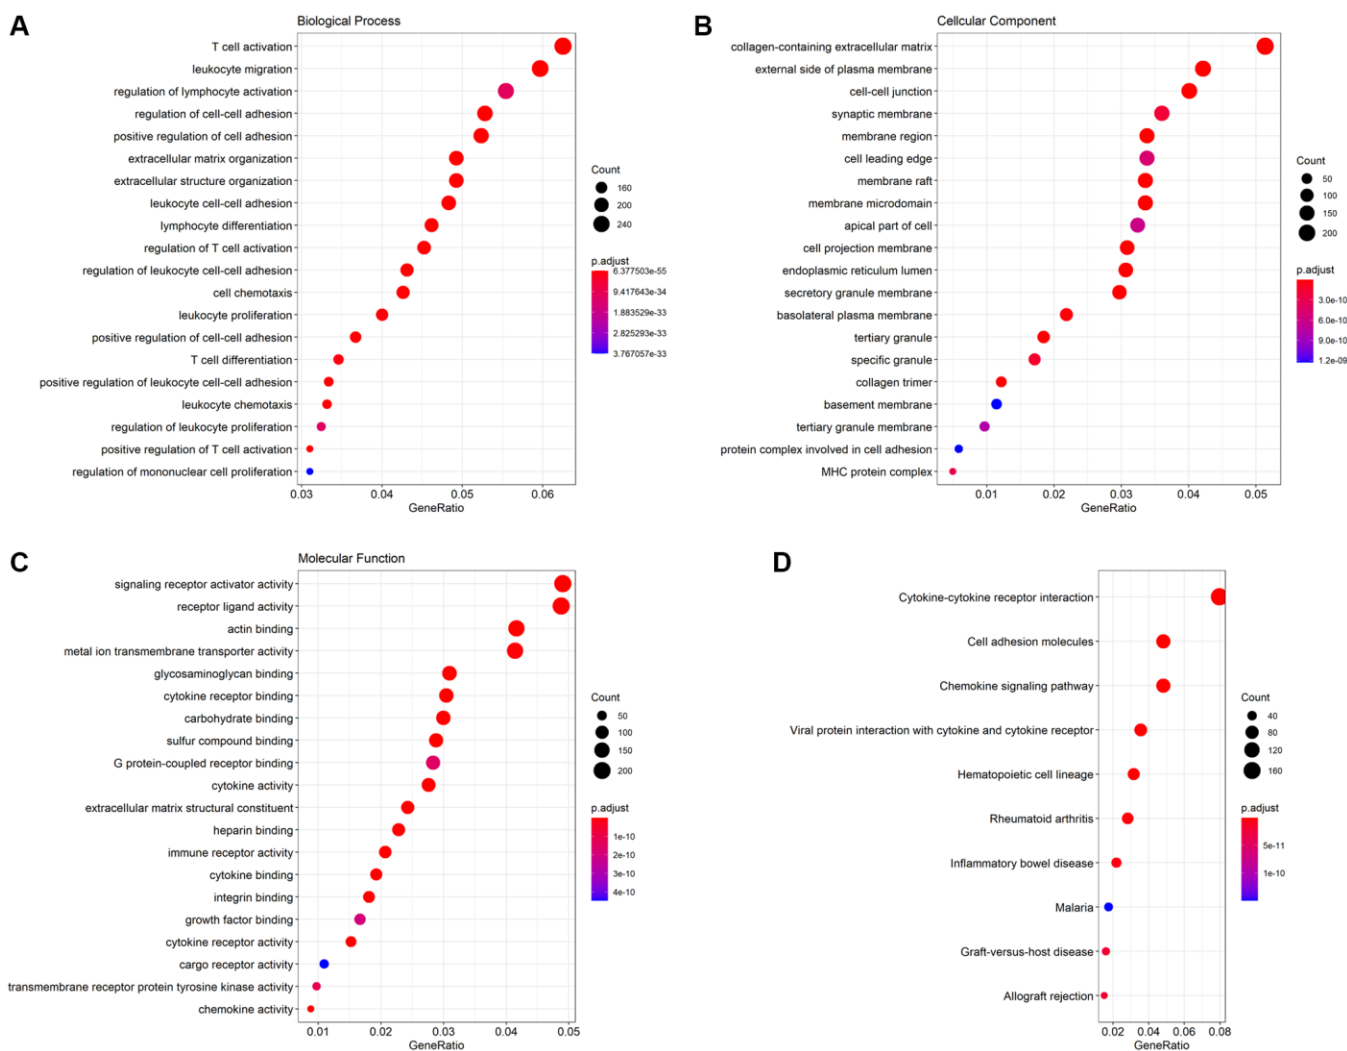 A
Biological Process
T cell activation
leukocyte migration
regulation of lymphocyte activation
regulation of cell-cell adhesion
positive regulation of cell adhesion
extracellular matrix organization
extracellular structure organization
leukocyte cell-cell adhesion
lymphocyte differentiation
regulation of T cell activation
regulation of leukocyte cell-cell adhesion
cell chemotaxis
leukocyte proliferation
positive regulation of cell-cell adhesion
T cell differentiation
positive regulation of leukocyte cell-cell adhesion
leukocyte chemotaxis
regulation of leukocyte proliferation
positive regulation of T cell activation
regulation of mononuclear cell proliferation
0.03 0.04 0.05 0.06
GeneRatio
Count
160
200
240
p.adjust
6.377503e-55
9.417643e-34
1.883529e-33
2.825293e-33
3.767057e-33
B
Cellcular Component
collagen-containing extracellular matrix
external side of plasma membrane
cell-cell junction
synaptic membrane
membrane region
cell leading edge
membrane raft
membrane microdomain
apical part of cell
cell projection membrane
endoplasmic reticulum lumen
secretory granule membrane
basolateral plasma membrane
tertiary granule
specific granule
collagen trimer
basement membrane
tertiary granule membrane
protein complex involved in cell adhesion
MHC protein complex
0.01 0.02 0.03 0.04 0.05
GeneRatio
Count
50
100
150
200
p.adjust
3.0e-10
6.0e-10
9.0e-10
1.2e-09
C
Molecular Function
signaling receptor activator activity
receptor ligand activity
actin binding
metal ion transmembrane transporter activity
glycosaminoglycan binding
cytokine receptor binding
carbohydrate binding
sulfur compound binding
G protein-coupled receptor binding
cytokine activity
extracellular matrix structural constituent
heparin binding
immune receptor activity
cytokine binding
integrin binding
growth factor binding
cytokine receptor activity
cargo receptor activity
transmembrane receptor protein tyrosine kinase activity
chemokine activity
0.01 0.02 0.03 0.04 0.05
GeneRatio
Count
50
100
150
200
p.adjust
1e-10
2e-10
3e-10
4e-10
D
Cytokine-cytokine receptor interaction
Cell adhesion molecules
Chemokine signaling pathway
Viral protein interaction with cytokine and cytokine receptor
Hematopoietic cell lineage
Rheumatoid arthritis
Inflammatory bowel disease
Malaria
Graft-versus-host disease
Allograft rejection
0.02 0.04 0.06 0.08
GeneRatio
Count
40
80
120
160
p.adjust
5e-11
1e-10